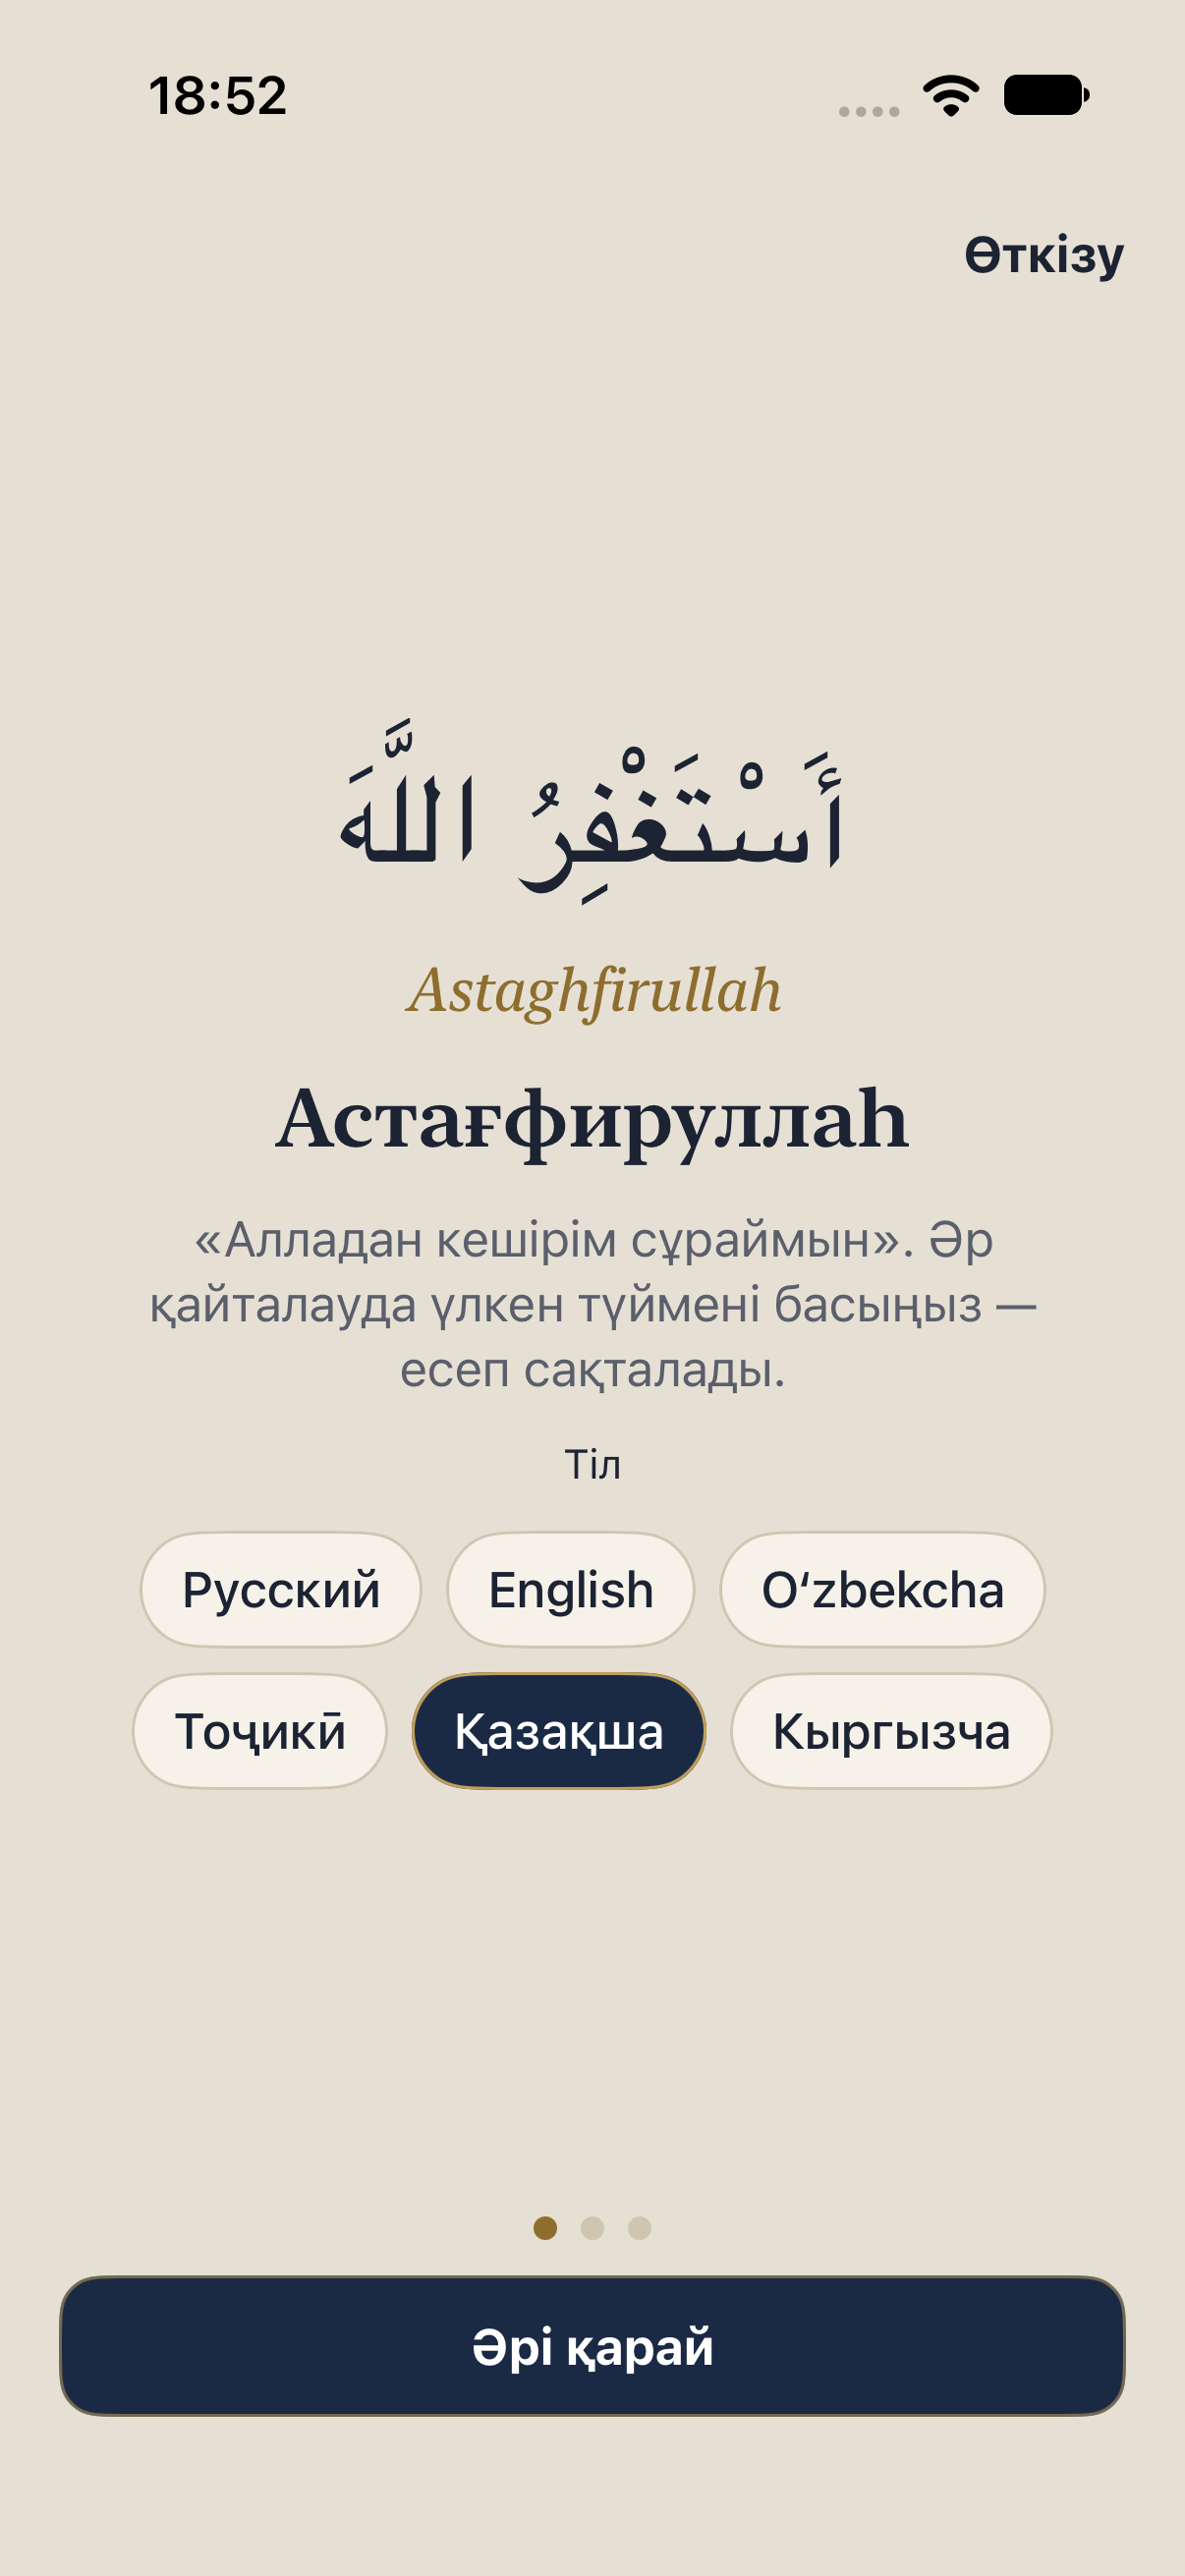 18:52
Өткізу
أَسْتَغْفِرُ اللَّهَ
Astaghfirullah
Астағфируллаһ
«Алладан кешірім сұраймын». Әр
қайталауда үлкен түймені басыңыз —
есеп сақталады.
Тіл
Русский English Oʻzbekcha
Тоҷикӣ Қазақша Кыргызча
Әрі қарай